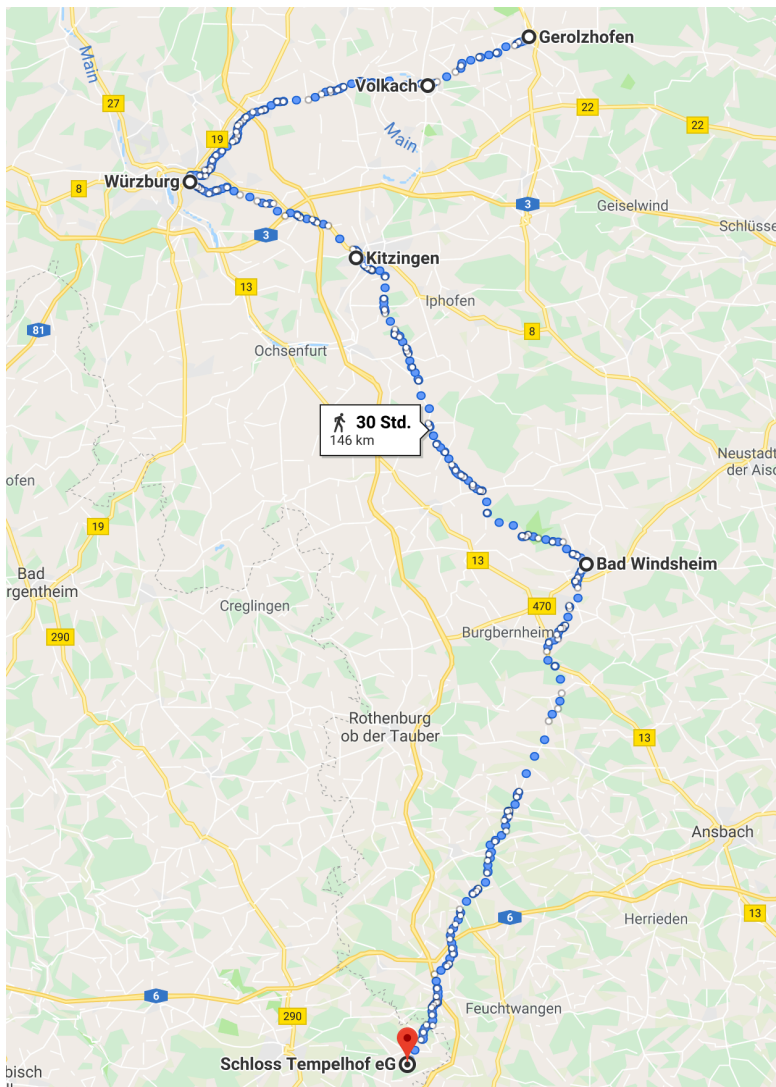 Gerolzhofen
Main
Volkach
27
22
22
Main
19
Würzburg
8
3
Geiselwind
Schlüsse
3
Kitzingen
13
Iphofen
81
8
Ochsenfurt
30 Std.
146 km
Neustadt
der Aisc
ofen
19
13
Bad Windsheim
Bad
rgentheim
Creglingen
470
290
Burgbernheim
Rothenburg
ob der Tauber
13
Ansbach
6
13
Herrieden
6
290
Feuchtwangen
Schloss Tempelhof eG
bisch